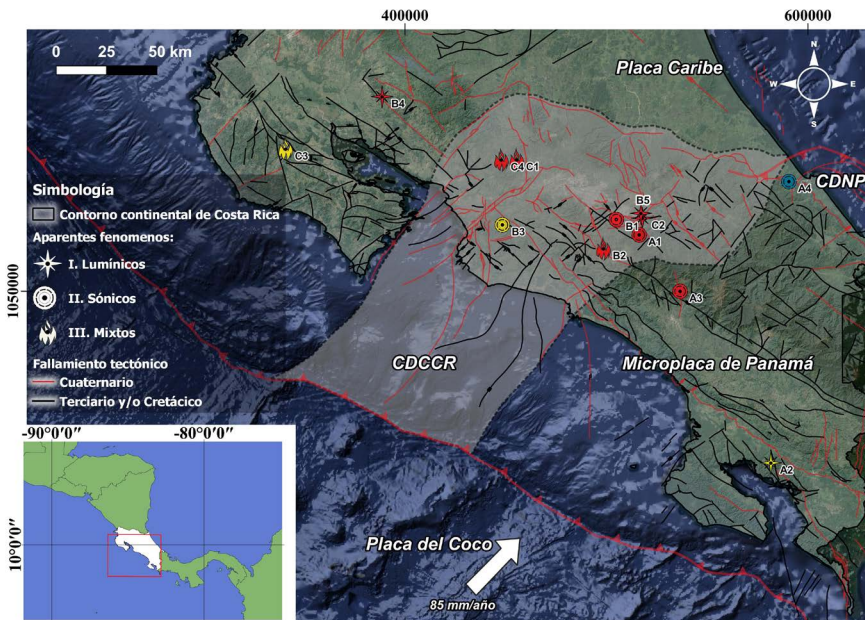 400000
600000
0
25
50 km
Placa Caribe
N
W
E
S
B4
C3
C4
C1
A4
CDNP
B5
B1
C2
A1
B3
B2
A3
Simbología
Contorno continental de Costa Rica
Aparentes fenomenos:
I. Lumínicos
II. Sónicos
III. Mixtos
Fallamiento tectónico
Cuaternario
Terciario y/o Cretácico
1050000
CDCCR
Microplaca de Panamá
A2
Placa del Coco
85 mm/año
-90°0'0"
-80°0'0"
10°0'0"